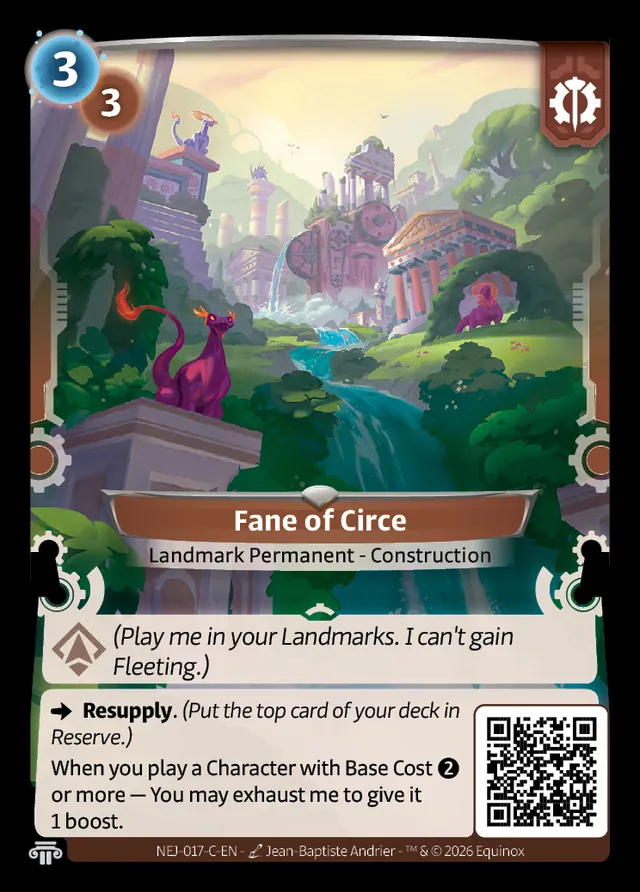 3
3
Fane of Circe
Landmark Permanent - Construction
(Play me in your Landmarks. I can't gain
Fleeting.)
Resupply. (Put the top card of your deck in
Reserve.)
When you play a Character with Base Cost 2
or more — You may exhaust me to give it
1 boost.
NEJ-017-C-EN - Jean-Baptiste Andrier - ™ & © 2026 Equinox